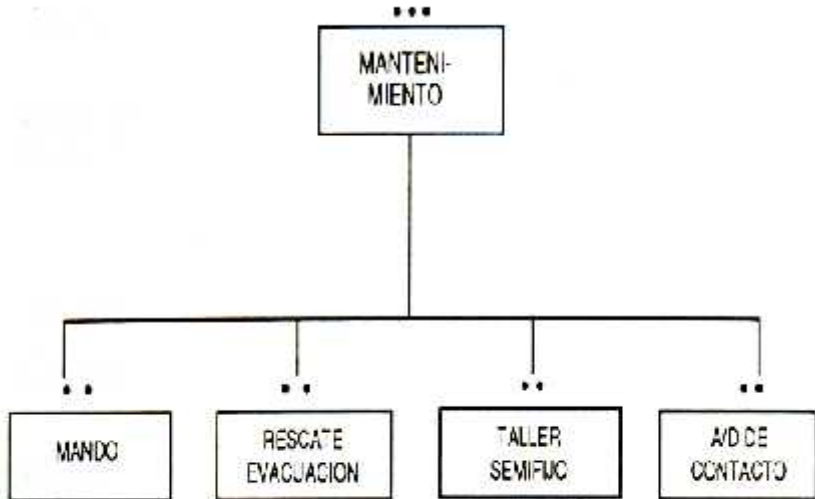 MANTENI-
MIENTO
MANDO
RESCATE
EVACUACION
TALLER
SEMIFIJO
A/D DE
CONTACTO